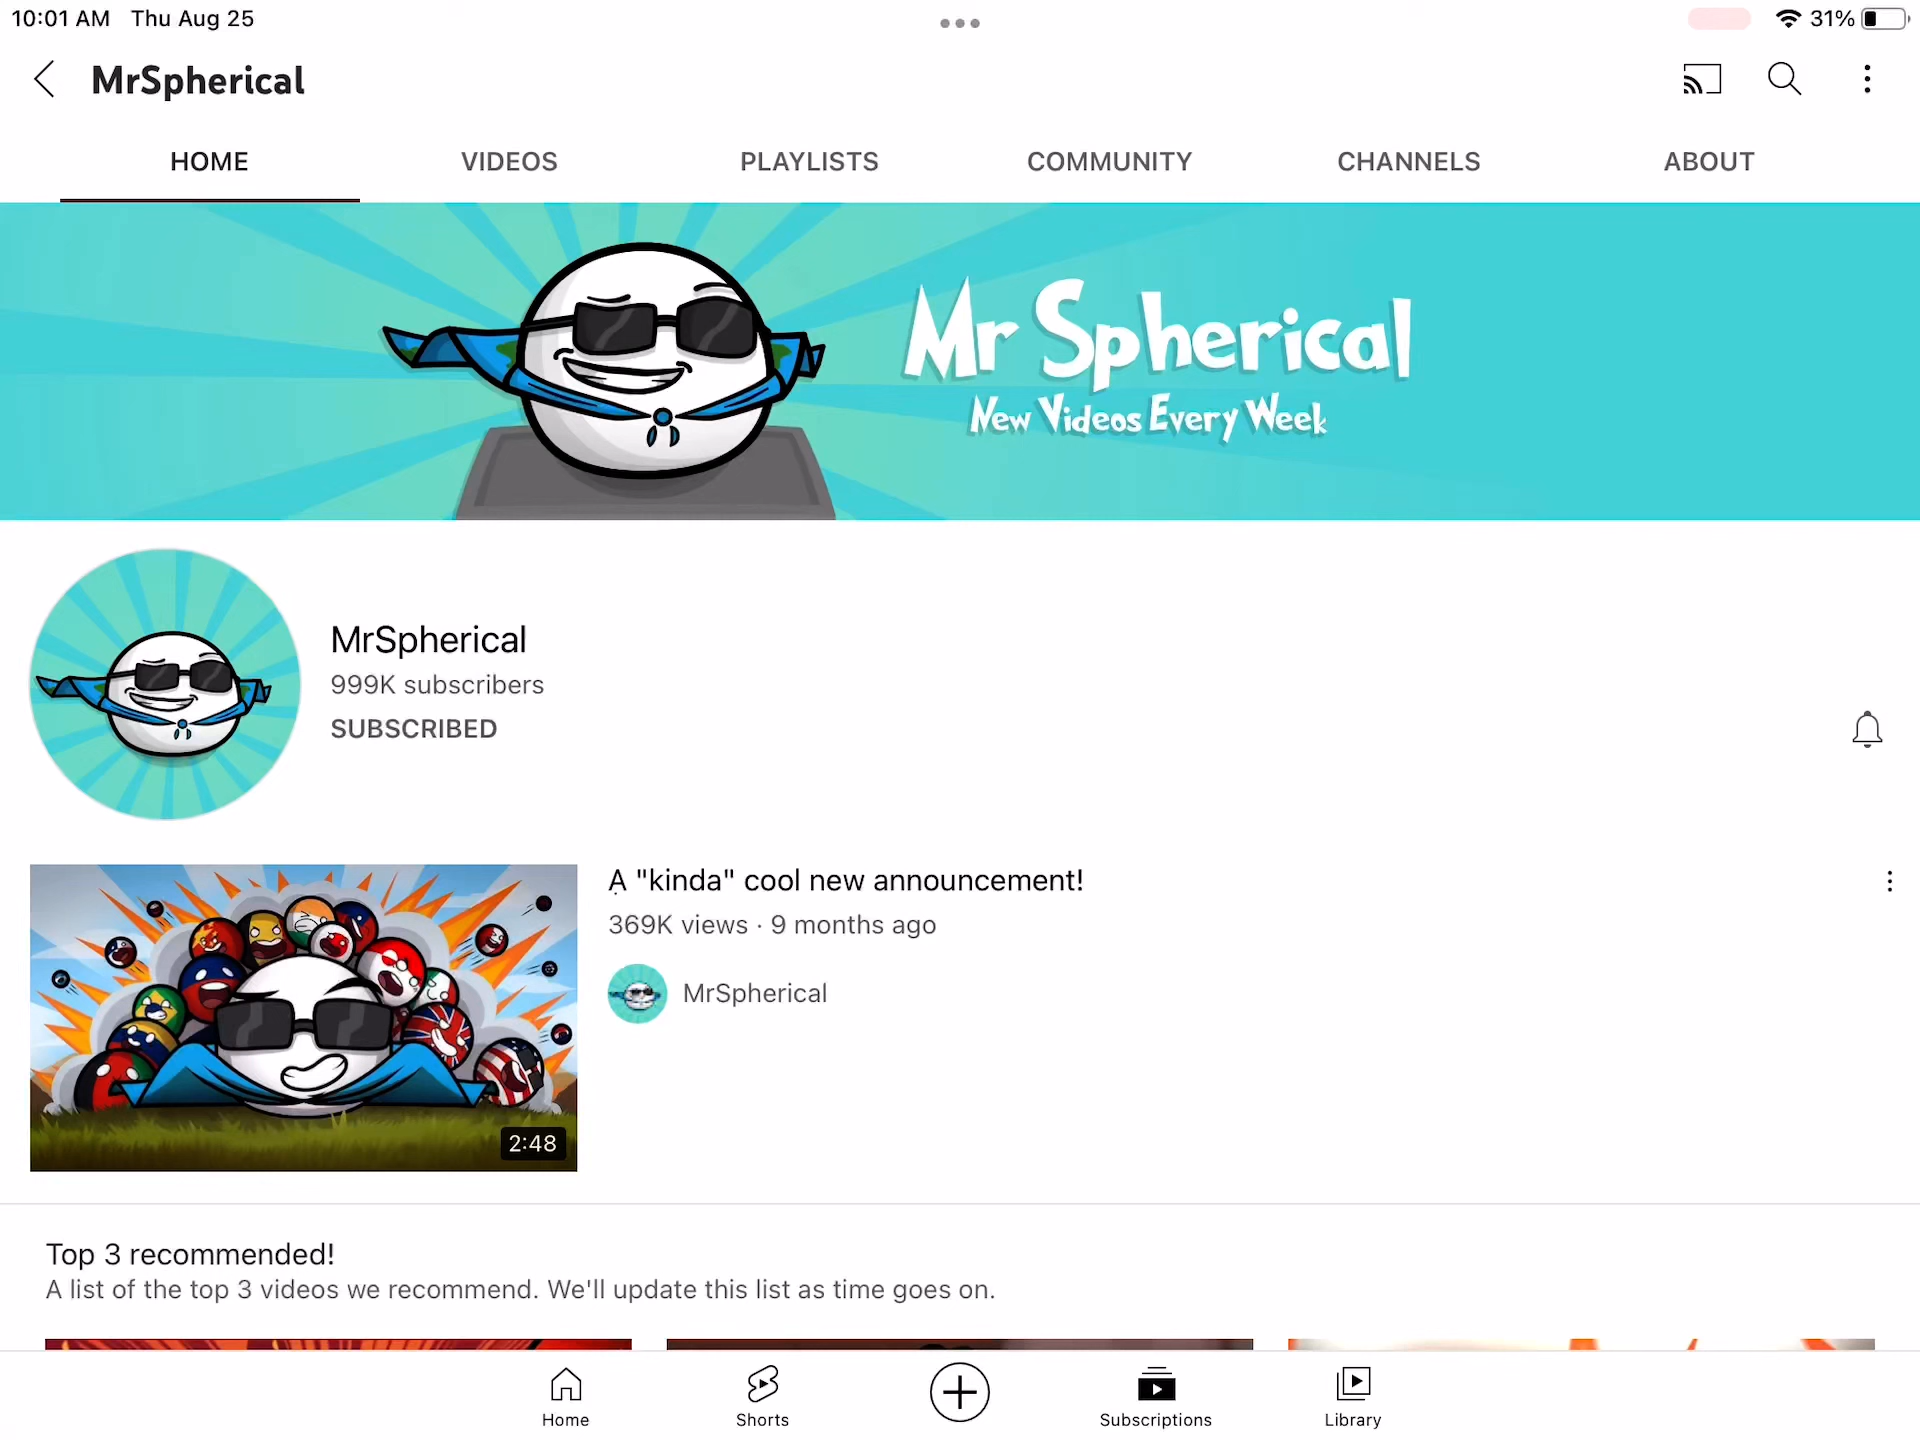 10:01 AM Thu Aug 25
31%
MrSpherical
HOME
VIDEOS
PLAYLISTS
COMMUNITY
CHANNELS
ABOUT
Mr Spherical
New Videos Every Week
MrSpherical
999K subscribers
SUBSCRIBED
Ạ "kinda" cool new announcement!
369K views · 9 months ago
MrSpherical
2:48
Top 3 recommended!
A list of the top 3 videos we recommend. We'll update this list as time goes on.
Home
Shorts
Subscriptions
Library